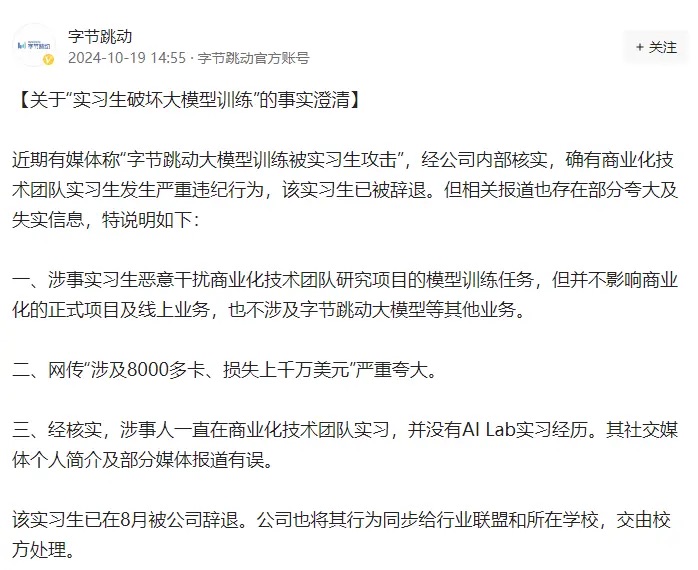 字节跳动
2024-10-19 14:55 · 字节跳动官方账号
+ 关注
【关于“实习生破坏大模型训练”的事实澄清】
近期有媒体称“字节跳动大模型训练被实习生攻击”，经公司内部核实，确有商业化技
术团队实习生发生严重违纪行为，该实习生已被辞退。但相关报道也存在部分夸大及
失实信息，特说明如下：
一、涉事实习生恶意干扰商业化技术团队研究项目的模型训练任务，但并不影响商业
化的正式项目及线上业务，也不涉及字节跳动大模型等其他业务。
二、网传“涉及8000多卡、损失上千万美元”严重夸大。
三、经核实，涉事人一直在商业化技术团队实习，并没有AI Lab实习经历。其社交媒
体个人简介及部分媒体报道有误。
该实习生已在8月被公司辞退。公司也将其行为同步给行业联盟和所在学校，交由校
方处理。